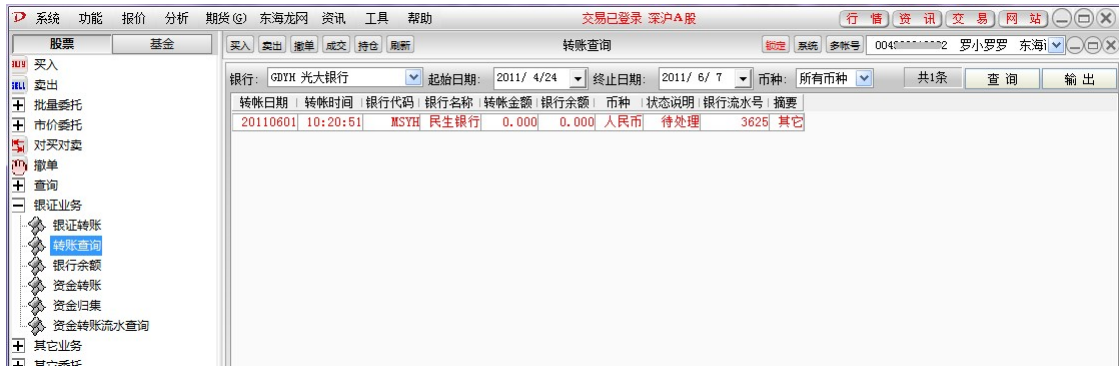 系统 功能 报价 分析 期货(G) 东海龙网 资讯 工具 帮助 交易已登录 深沪A股 行情 资讯 交易 网站
股票 基金 买入 卖出 撤单 成交 持仓 刷新 转账查询 锁定 系统 多帐号 罗小罗罗
买入
卖出
批量委托
市价委托
对买对卖
撤单
查询
银证业务
银证转账
转账查询
银行余额
资金转账
资金归集
资金转账流水查询
其它业务
其它委托
银行: GDYH 光大银行 起始日期: 2011/ 4/24 终止日期: 2011/ 6/ 7 币种: 所有币种 共1条 查询 输出
转帐日期 转帐时间 银行代码 银行名称 转帐金额 银行余额 币种 状态说明 银行流水号 摘要
20110601 10:20:51 MSYH 民生银行 0.000 0.000 人民币 待处理 3625 其它